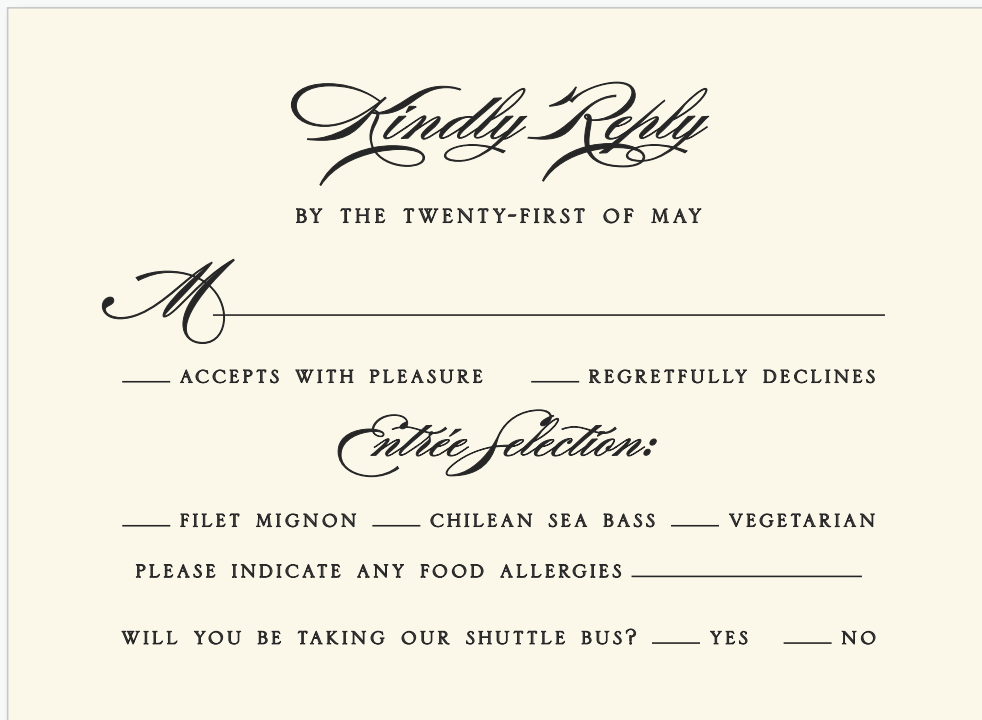 Kindly Reply
BY THE TWENTY-FIRST OF MAY
M
ACCEPTS WITH PLEASURE REGRETFULLY DECLINES
Entrée Selection:
FILET MIGNON CHILEAN SEA BASS VEGETARIAN
PLEASE INDICATE ANY FOOD ALLERGIES
WILL YOU BE TAKING OUR SHUTTLE BUS? YES NO